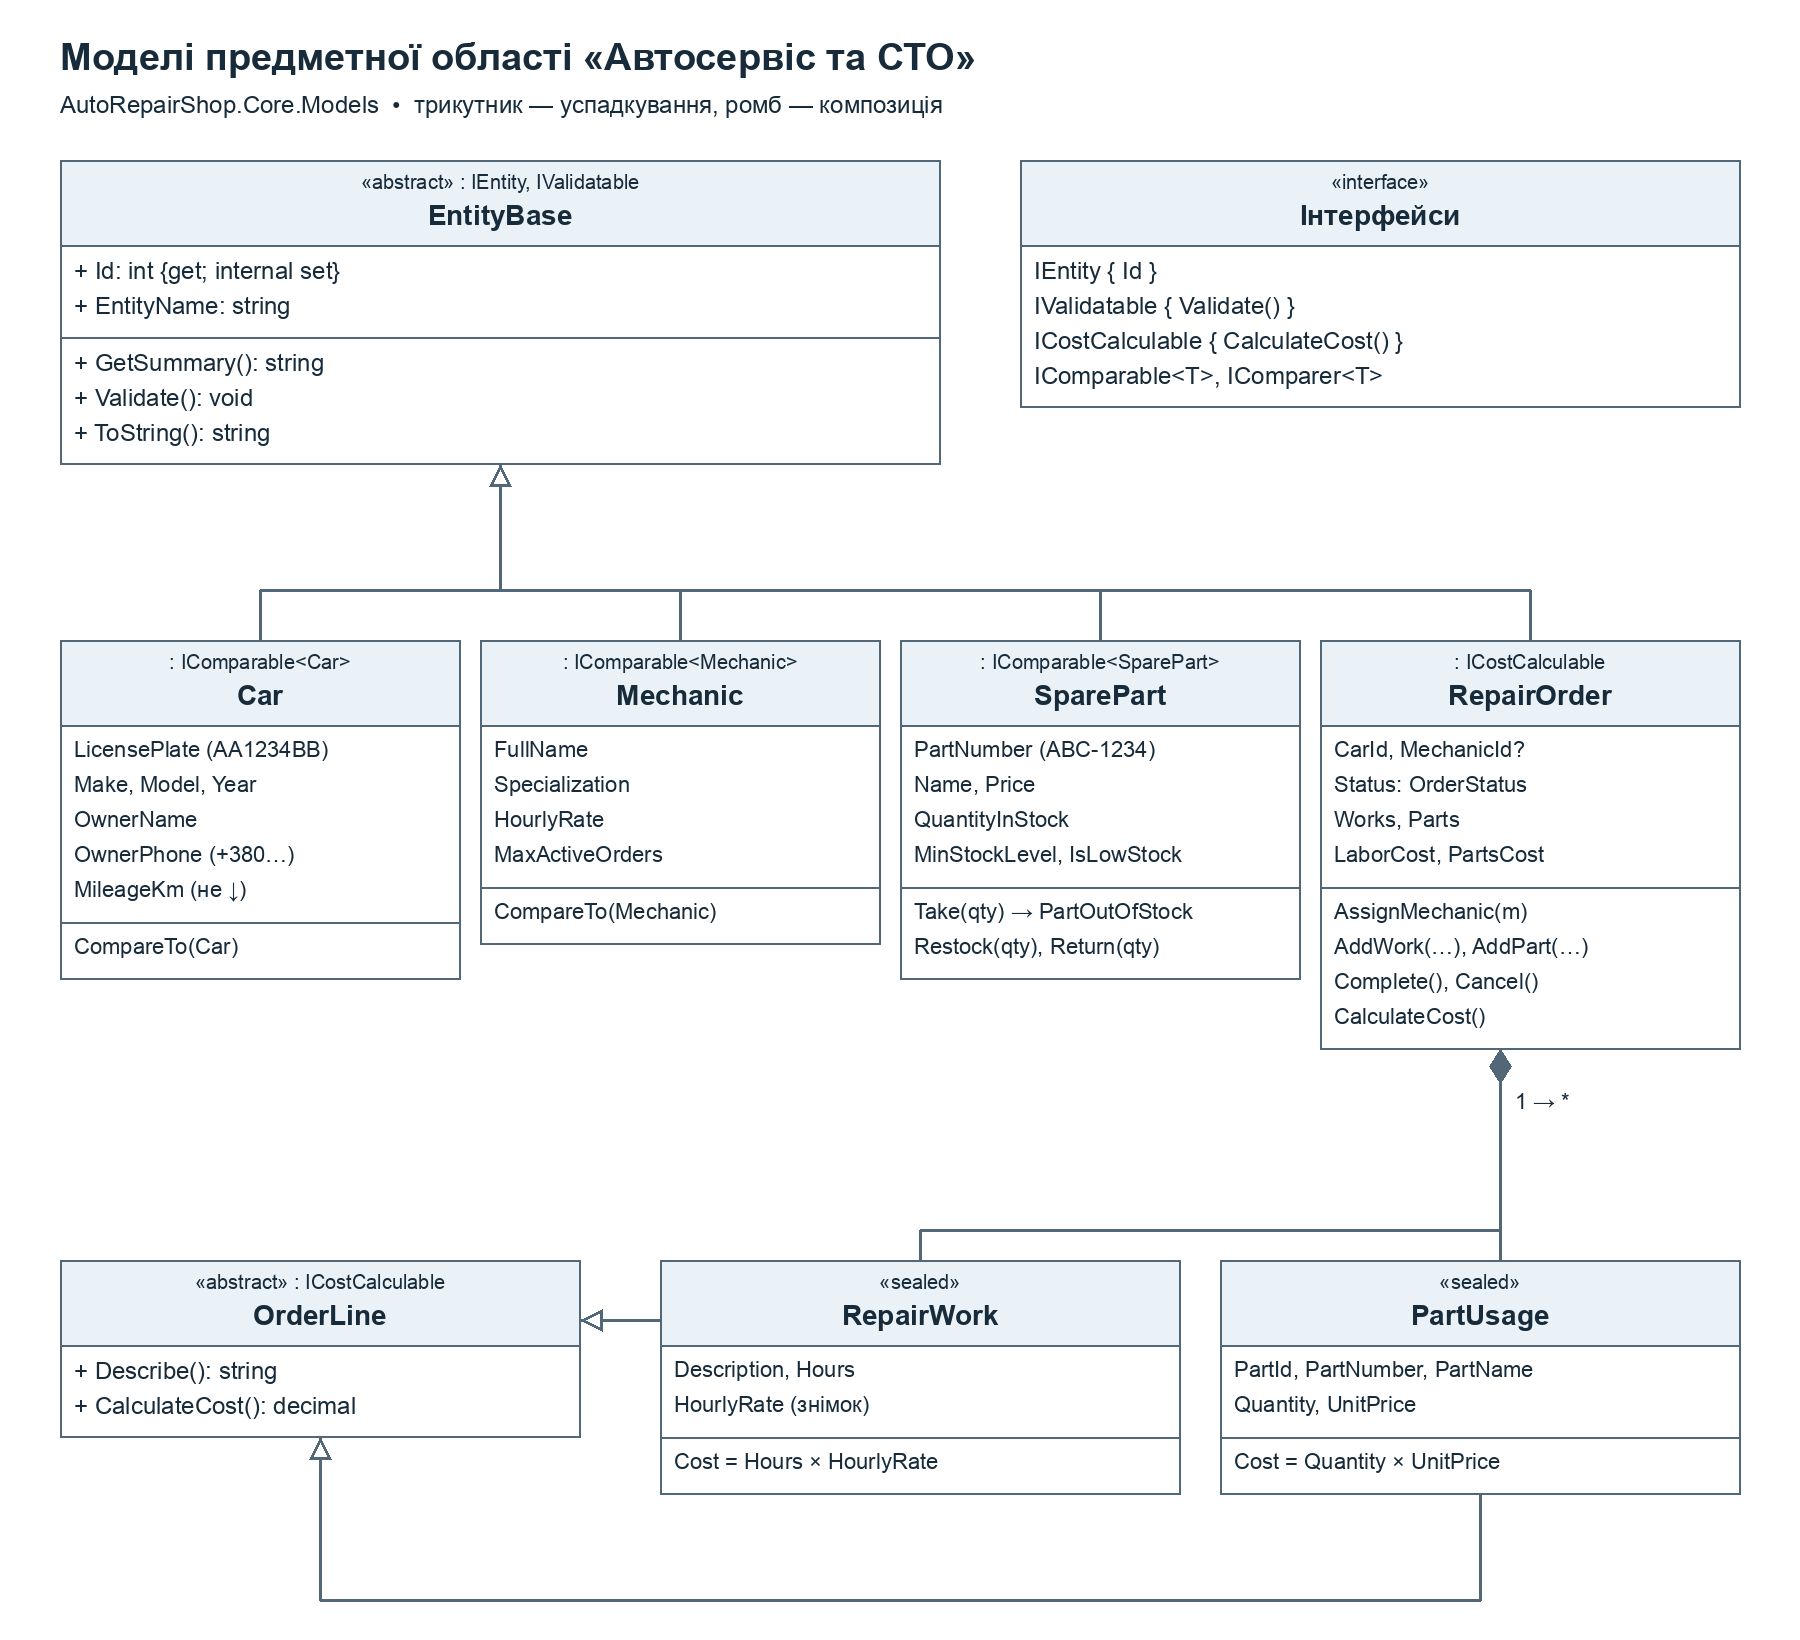 Моделі предметної області «Автосервіс та СТО»
AutoRepairShop.Core.Models • трикутник — успадкування, ромб — композиція
«abstract» : IEntity, IValidatable
EntityBase
+ Id: int {get; internal set}
+ EntityName: string
+ GetSummary(): string
+ Validate(): void
+ ToString(): string
«interface»
Інтерфейси
IEntity { Id }
IValidatable { Validate() }
ICostCalculable { CalculateCost() }
IComparable<T>, IComparer<T>
: IComparable<Car>
Car
LicensePlate (AA1234BB)
Make, Model, Year
OwnerName
OwnerPhone (+380…)
MileageKm (не ↓)
CompareTo(Car)
: IComparable<Mechanic>
Mechanic
FullName
Specialization
HourlyRate
MaxActiveOrders
CompareTo(Mechanic)
: IComparable<SparePart>
SparePart
PartNumber (ABC-1234)
Name, Price
QuantityInStock
MinStockLevel, IsLowStock
Take(qty) → PartOutOfStock
Restock(qty), Return(qty)
: ICostCalculable
RepairOrder
CarId, MechanicId?
Status: OrderStatus
Works, Parts
LaborCost, PartsCost
AssignMechanic(m)
AddWork(…), AddPart(…)
Complete(), Cancel()
CalculateCost()
1 → *
«abstract» : ICostCalculable
OrderLine
+ Describe(): string
+ CalculateCost(): decimal
«sealed»
RepairWork
Description, Hours
HourlyRate (знімок)
Cost = Hours × HourlyRate
«sealed»
PartUsage
PartId, PartNumber, PartName
Quantity, UnitPrice
Cost = Quantity × UnitPrice